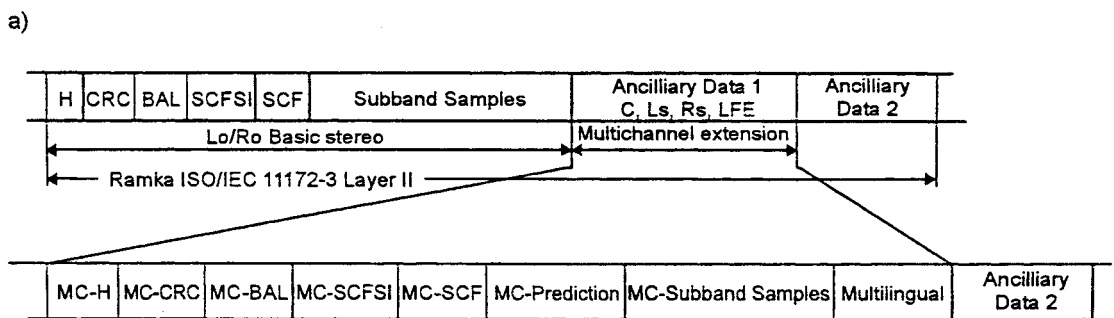 a)
H CRC BAL SCFSI SCF Subband Samples Ancilliary Data 1 Ancilliary
C, Ls, Rs, LFE Data 2
Lo/Ro Basic stereo Multichannel extension
Ramka ISO/IEC 11172-3 Layer II
MC-H MC-CRC MC-BAL MC-SCFSI MC-SCF MC-Prediction MC-Subband Samples Multilingual Ancilliary
Data 2